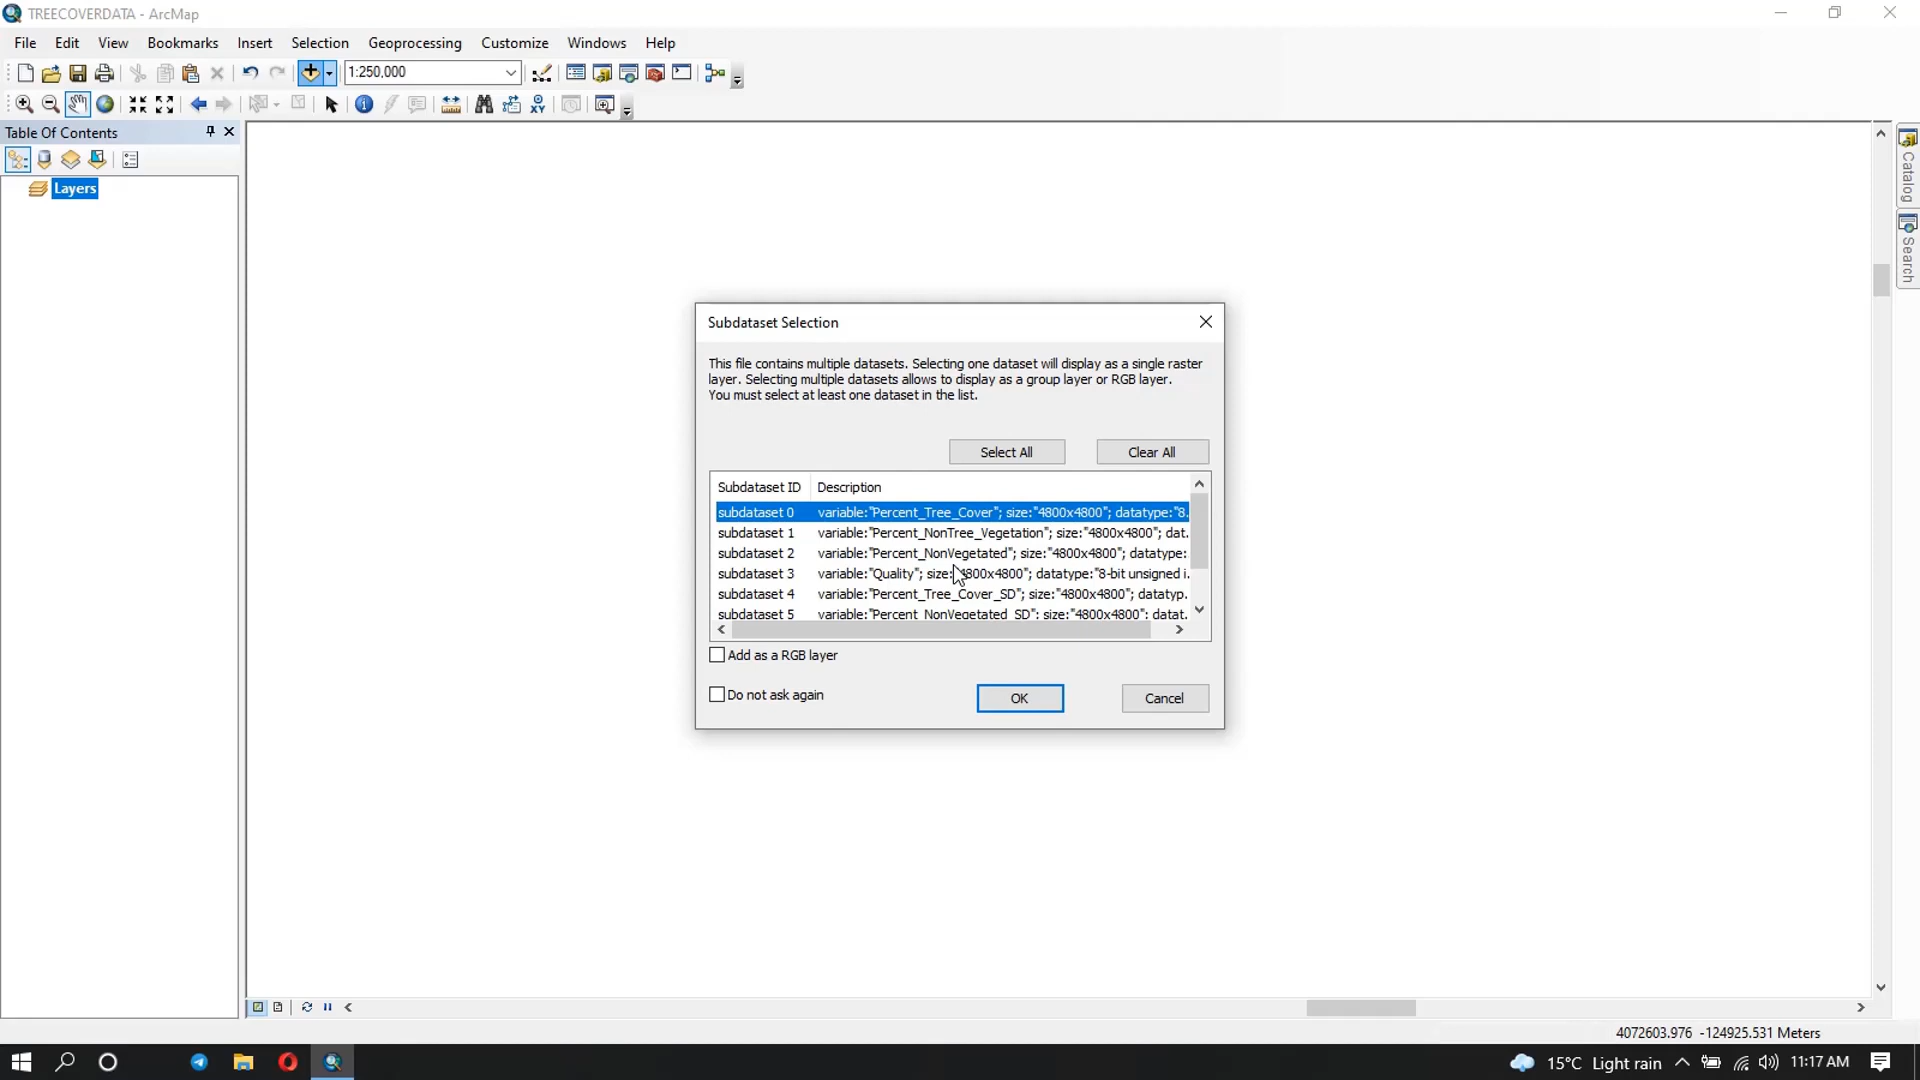 TREECOVERDATA - ArcMap
File Edit View Bookmarks Insert Selection Geoprocessing Customize Windows Help
1:250,000
Table Of Contents
Layers
Catalog
Search
Subdataset Selection
This file contains multiple datasets. Selecting one dataset will display as a single raster
layer. Selecting multiple datasets allows to display as a group layer or RGB layer.
You must select at least one dataset in the list.
Select All Clear All
Subdataset ID Description
subdataset 0 variable:"Percent_Tree_Cover"; size:"4800x4800"; datatype:"8.
subdataset 1 variable:"Percent_NonTree_Vegetation"; size:"4800x4800"; dat.
subdataset 2 variable:"Percent_NonVegetated"; size:"4800x4800"; datatype:
subdataset 3 variable:"Quality"; size:"4800x4800"; datatype:"8-bit unsigned i.
subdataset 4 variable:"Percent_Tree_Cover_SD"; size:"4800x4800"; datatyp.
subdataset 5 variable:"Percent_NonVegetated_SD"; size:"4800x4800"; datat.
Add as a RGB layer
Do not ask again OK Cancel
4072603.976 -124925.531 Meters
15°C Light rain 11:17 AM